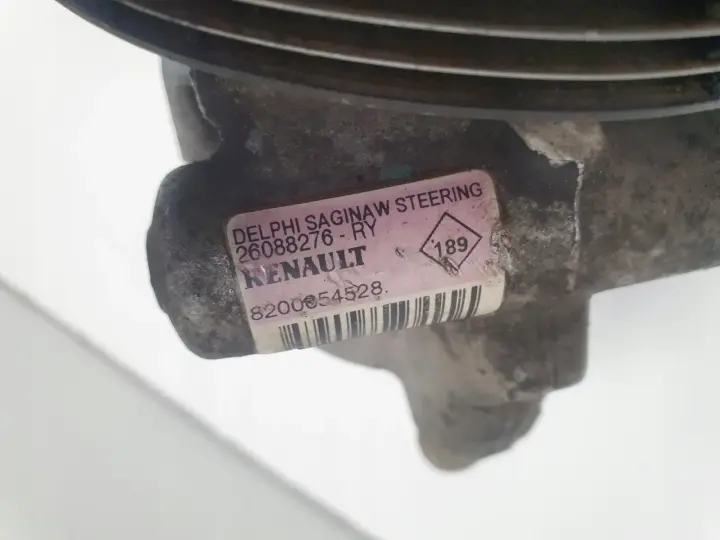 DELPHI SAGINAW STEERING
26088276 - RY
RENAULT
189
8200054528.